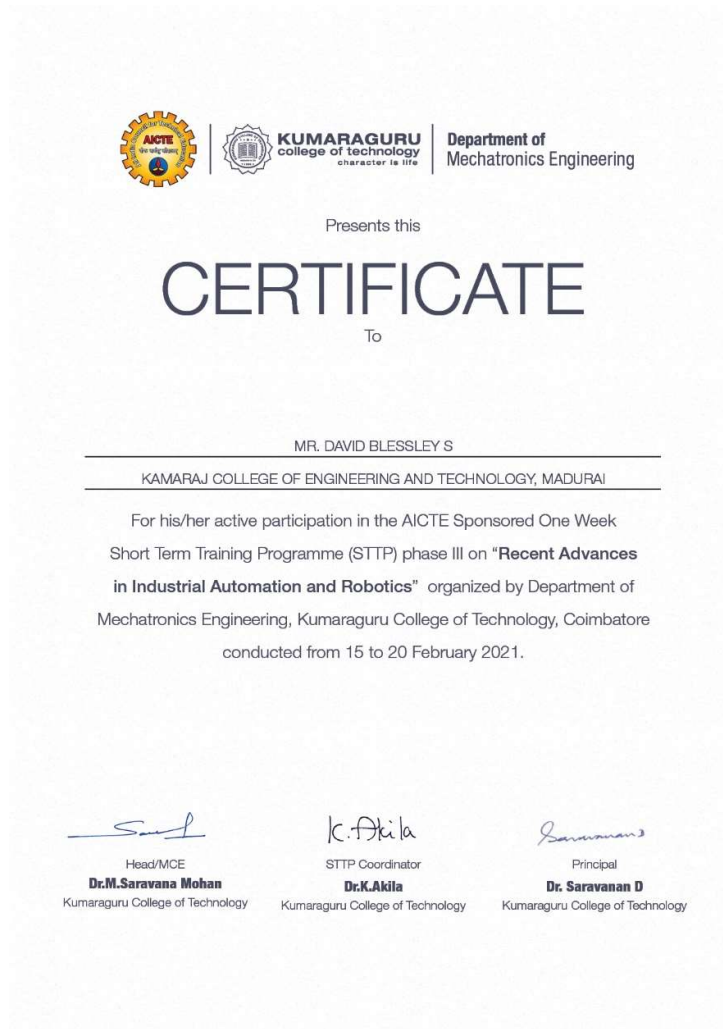 AICTE
KUMARAGURU
college of technology
character is life
Department of
Mechatronics Engineering
Presents this
CERTIFICATE
To
MR. DAVID BLESSLEY S
KAMARAJ COLLEGE OF ENGINEERING AND TECHNOLOGY, MADURAI
For his/her active participation in the AICTE Sponsored One Week
Short Term Training Programme (STTP) phase III on “Recent Advances
in Industrial Automation and Robotics” organized by Department of
Mechatronics Engineering, Kumaraguru College of Technology, Coimbatore
conducted from 15 to 20 February 2021.
K. Akila
Head/MCE
Dr.M.Saravana Mohan
Kumaraguru College of Technology
STTP Coordinator
Dr.K.Akila
Kumaraguru College of Technology
Principal
Dr. Saravanan D
Kumaraguru College of Technology